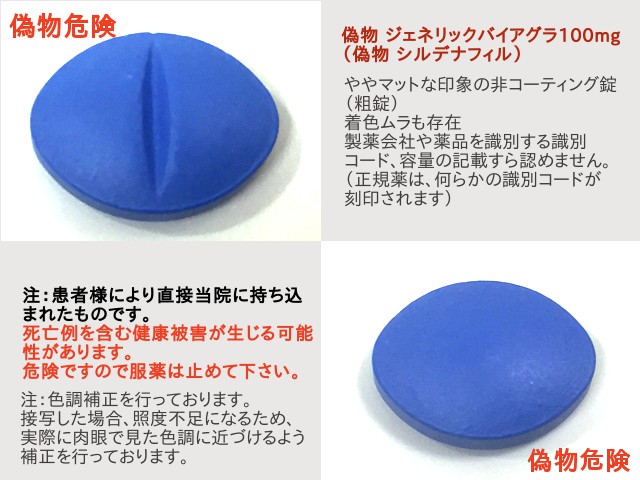 偽物危険
偽物 ジェネリックバイアグラ100mg
（偽物 シルデナフィル）
ややマットな印象の非コーティング錠
（粗錠）
着色ムラも存在
製薬会社や薬品を識別する識別
コード、容量の記載すら認めません。
（正規薬は、何らかの識別コードが
刻印されます）
注：患者様により直接当院に持ち込
まれたものです。
死亡例を含む健康被害が生じる可能
性があります。
危険ですので服薬は止めて下さい。
注：色調補正を行っております。
接写した場合、照度不足になるため、
実際に肉眼で見た色調に近づけるよう
補正を行っております。
偽物危険